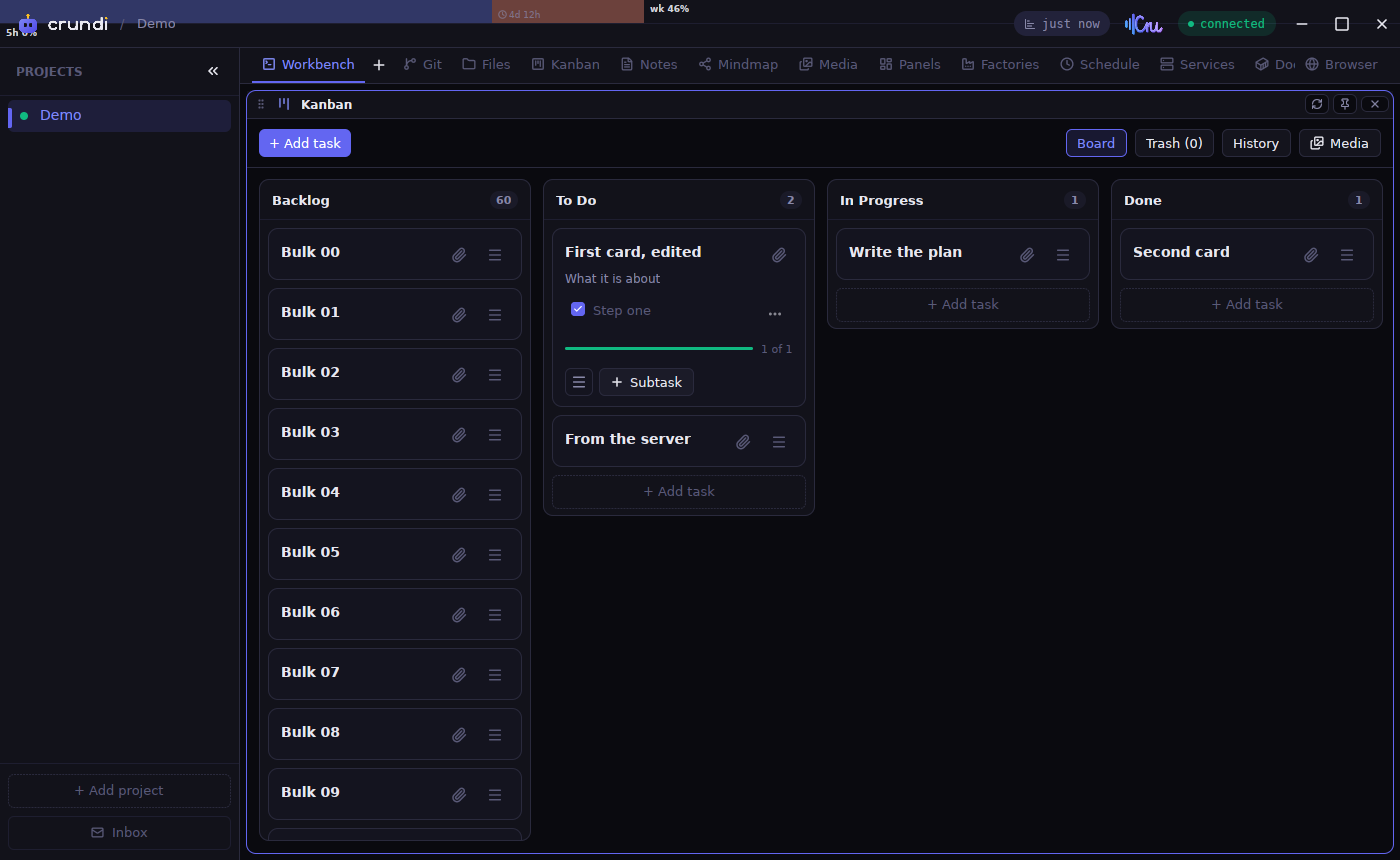 4d 12h
wk 46%
5h 6%
crundi / Demo
just now
Cru
connected
PROJECTS
Demo
+ Add project
Inbox
Workbench
Git
Files
Kanban
Notes
Mindmap
Media
Panels
Factories
Schedule
Services
Browser
Kanban
+ Add task
Board
Trash (0)
History
Media
Backlog 60
Bulk 00
Bulk 01
Bulk 02
Bulk 03
Bulk 04
Bulk 05
Bulk 06
Bulk 07
Bulk 08
Bulk 09
To Do 2
First card, edited
What it is about
Step one
1 of 1
+ Subtask
From the server
+ Add task
In Progress 1
Write the plan
+ Add task
Done 1
Second card
+ Add task